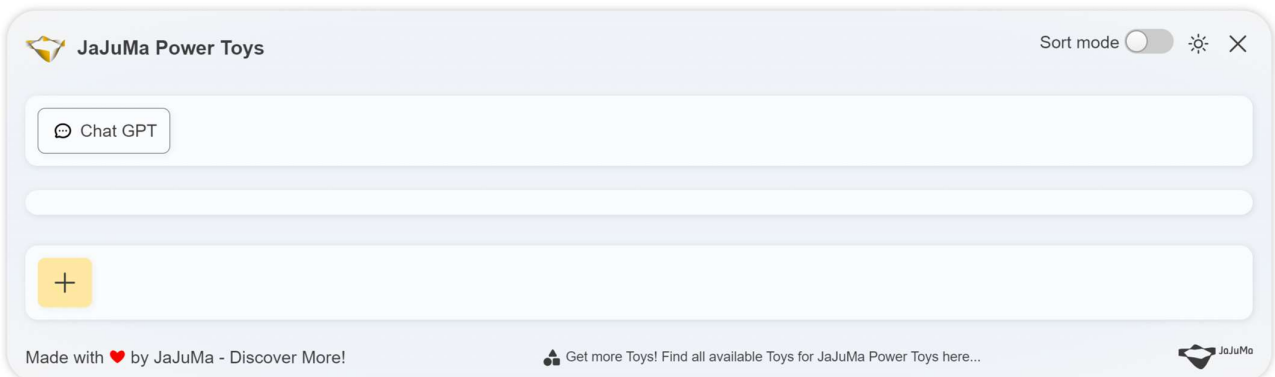 JaJuMa Power Toys
Sort mode
Chat GPT
Made with ❤ by JaJuMa - Discover More!
Get more Toys! Find all available Toys for JaJuMa Power Toys here...
JaJuMa